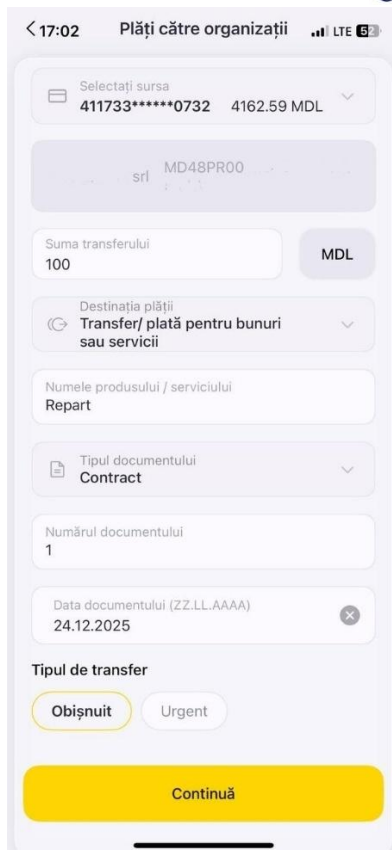 17:02 Plăți către organizații LTE 52
Selectați sursa
411733******0732 4162.59 MDL
srl MD48PR00
Suma transferului
100 MDL
Destinația plății
Transfer/ plată pentru bunuri
sau servicii
Numele produsului / serviciului
Repart
Tipul documentului
Contract
Numărul documentului
1
Data documentului (ZZ.LL.AAAA)
24.12.2025
Tipul de transfer
Obișnuit Urgent
Continuă